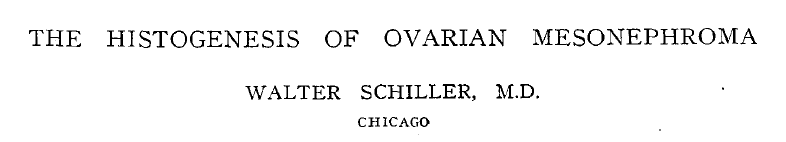 THE HISTOGENESIS OF OVARIAN MESONEPHROMA
WALTER SCHILLER, M.D.
CHICAGO